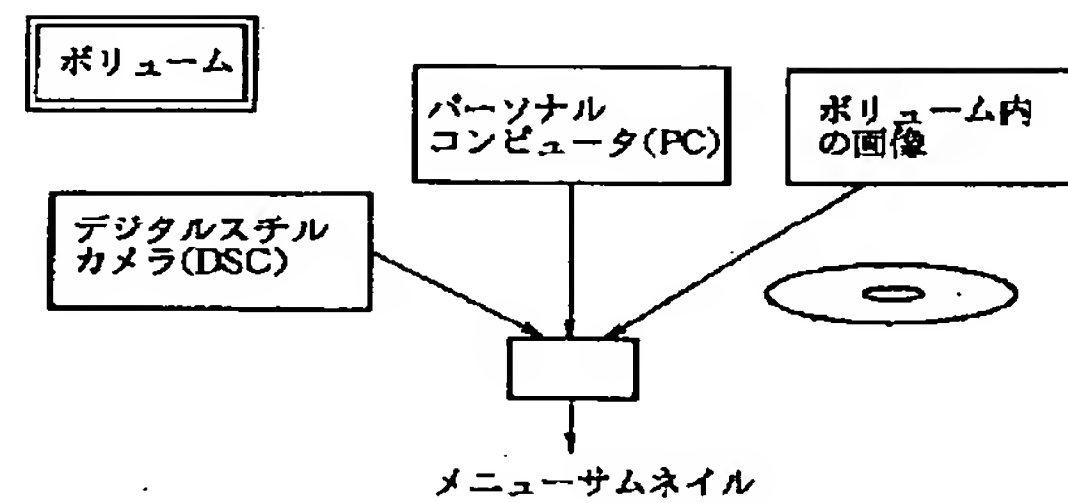 ボリューム
パーソナル
コンピュータ(PC)
ボリューム内
の画像
デジタルスチル
カメラ(DSC)
メニューサムネイル